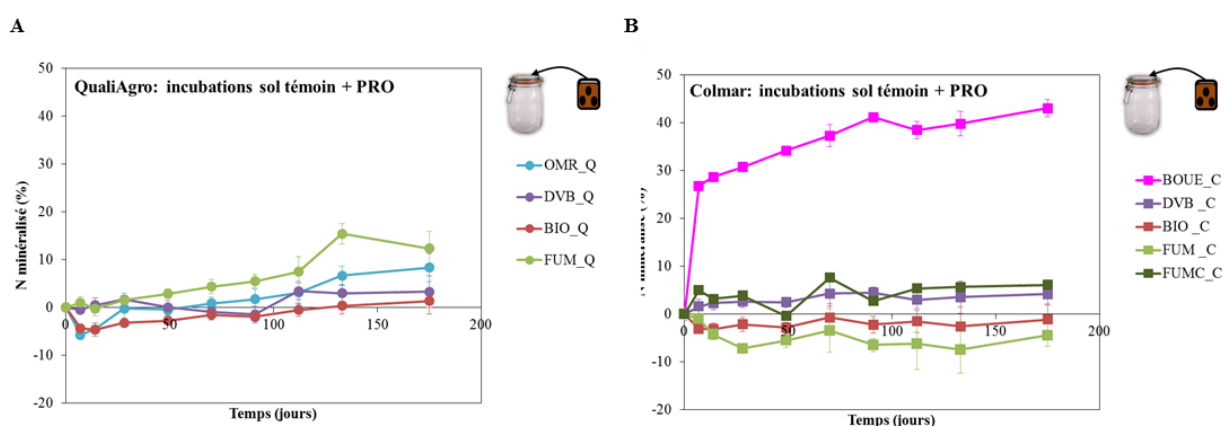 A
B
QualiAgro: incubations sol témoin + PRO
50
40
30
20
10
0
-10
-20
0
50
100
150
200
N minéralisé (%)
Temps (jours)
OMR_Q
DVB_Q
BIO_Q
FUM_Q
Colmar: incubations sol témoin + PRO
50
40
30
20
10
0
-10
-20
0
50
100
150
200
N minéralisé (%)
Temps (jours)
BOUE_C
DVB _C
BIO _C
FUM _C
FUMC_C